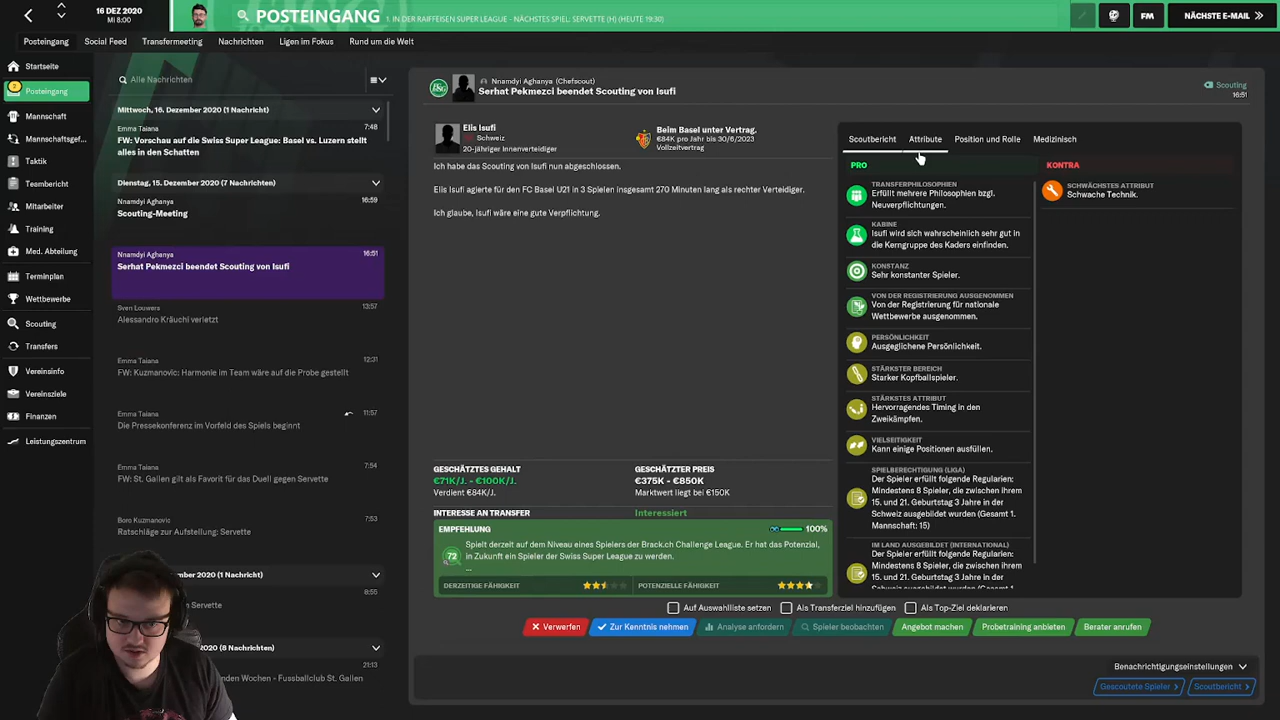 16 DEZ 2020
MI 8:00
POSTEINGANG
1. IN DER RAIFFEISEN SUPER LEAGUE - NÄCHSTES SPIEL: SERVETTE (H) (HEUTE 19:30)
FM
NÄCHSTE E-MAIL
Posteingang
Social Feed
Transfermeeting
Nachrichten
Ligen im Fokus
Rund um die Welt
Startseite
Posteingang
Mannschaft
Mannschaftsgef...
Taktik
Teambericht
Mitarbeiter
Training
Med. Abteilung
Terminplan
Wettbewerbe
Scouting
Transfers
Vereinsinfo
Vereinsziele
Finanzen
Leistungszentrum
Alle Nachrichten
Mittwoch, 16. Dezember 2020 (1 Nachricht)
Emma Taiana 7:48
FW: Vorschau auf die Swiss Super League: Basel vs. Luzern stellt
alles in den Schatten
Dienstag, 15. Dezember 2020 (7 Nachrichten)
Nnamdyi Aghanya 16:59
Scouting-Meeting
Nnamdyi Aghanya 16:51
Serhat Pekmezci beendet Scouting von Isufi
Sven Louwers 13:57
Alessandro Kräuchi verletzt
Emma Taiana 12:31
FW: Kuzmanovic: Harmonie im Team wäre auf die Probe gestellt
Emma Taiana 11:57
Die Pressekonferenz im Vorfeld des Spiels beginnt
Emma Taiana 7:54
FW: St. Gallen gilt als Favorit für das Duell gegen Servette
Boro Kuzmanovic 7:53
Ratschläge zur Aufstellung: Servette
ember 2020 (1 Nachricht)
8:55
Servette
ember 2020 (8 Nachrichten)
21:13
den Wochen - Fussballclub St. Gallen
Nnamdyi Aghanya (Chefscout)
Serhat Pekmezci beendet Scouting von Isufi
Scouting
16:51
Elis Isufi
Schweiz
20-jähriger Innenverteidiger
Beim Basel unter Vertrag.
€84K pro Jahr bis 30/6/2023
Vollzeitvertrag
Ich habe das Scouting von Isufi nun abgeschlossen.
Elis Isufi agierte für den FC Basel U21 in 3 Spielen insgesamt 270 Minuten lang als rechter Verteidiger.
Ich glaube, Isufi wäre eine gute Verpflichtung.
GESCHÄTZTES GEHALT
€71K/J. - €100K/J.
Verdient €84K/J.
GESCHÄTZTER PREIS
€375K - €850K
Marktwert liegt bei €150K
INTERESSE AN TRANSFER
Interessiert
EMPFEHLUNG
100%
72
Spielt derzeit auf dem Niveau eines Spielers der Brack.ch Challenge League. Er hat das Potenzial,
in Zukunft ein Spieler der Swiss Super League zu werden.
...
DERZEITIGE FÄHIGKEIT
POTENZIELLE FÄHIGKEIT
Scoutbericht
Attribute
Position und Rolle
Medizinisch
PRO
TRANSFERPHILOSOPHIEN
Erfüllt mehrere Philosophien bzgl.
Neuverpflichtungen.
KABINE
Isufi wird sich wahrscheinlich sehr gut in
die Kerngruppe des Kaders einfinden.
KONSTANZ
Sehr konstanter Spieler.
VON DER REGISTRIERUNG AUSGENOMMEN
Von der Registrierung für nationale
Wettbewerbe ausgenommen.
PERSÖNLICHKEIT
Ausgeglichene Persönlichkeit.
STÄRKSTER BEREICH
Starker Kopfballspieler.
STÄRKSTES ATTRIBUT
Hervorragendes Timing in den
Zweikämpfen.
VIELSEITIGKEIT
Kann einige Positionen ausfüllen.
SPIELBERECHTIGUNG (LIGA)
Der Spieler erfüllt folgende Regularien:
Mindestens 8 Spieler, die zwischen ihrem
15. und 21. Geburtstag 3 Jahre in der
Schweiz ausgebildet wurden (Gesamt 1.
Mannschaft: 15)
IM LAND AUSGEBILDET (INTERNATIONAL)
Der Spieler erfüllt folgende Regularien:
Mindestens 8 Spieler, die zwischen ihrem
15. und 21. Geburtstag 3 Jahre in der
Schweiz ausgebildet wurden (Gesamt 1.
KONTRA
SCHWÄCHSTES ATTRIBUT
Schwache Technik.
Auf Auswahlliste setzen
Als Transferziel hinzufügen
Als Top-Ziel deklarieren
Verwerfen
Zur Kenntnis nehmen
Analyse anfordern
Spieler beobachten
Angebot machen
Probetraining anbieten
Berater anrufen
Benachrichtigungseinstellungen
Gescoutete Spieler
Scoutbericht